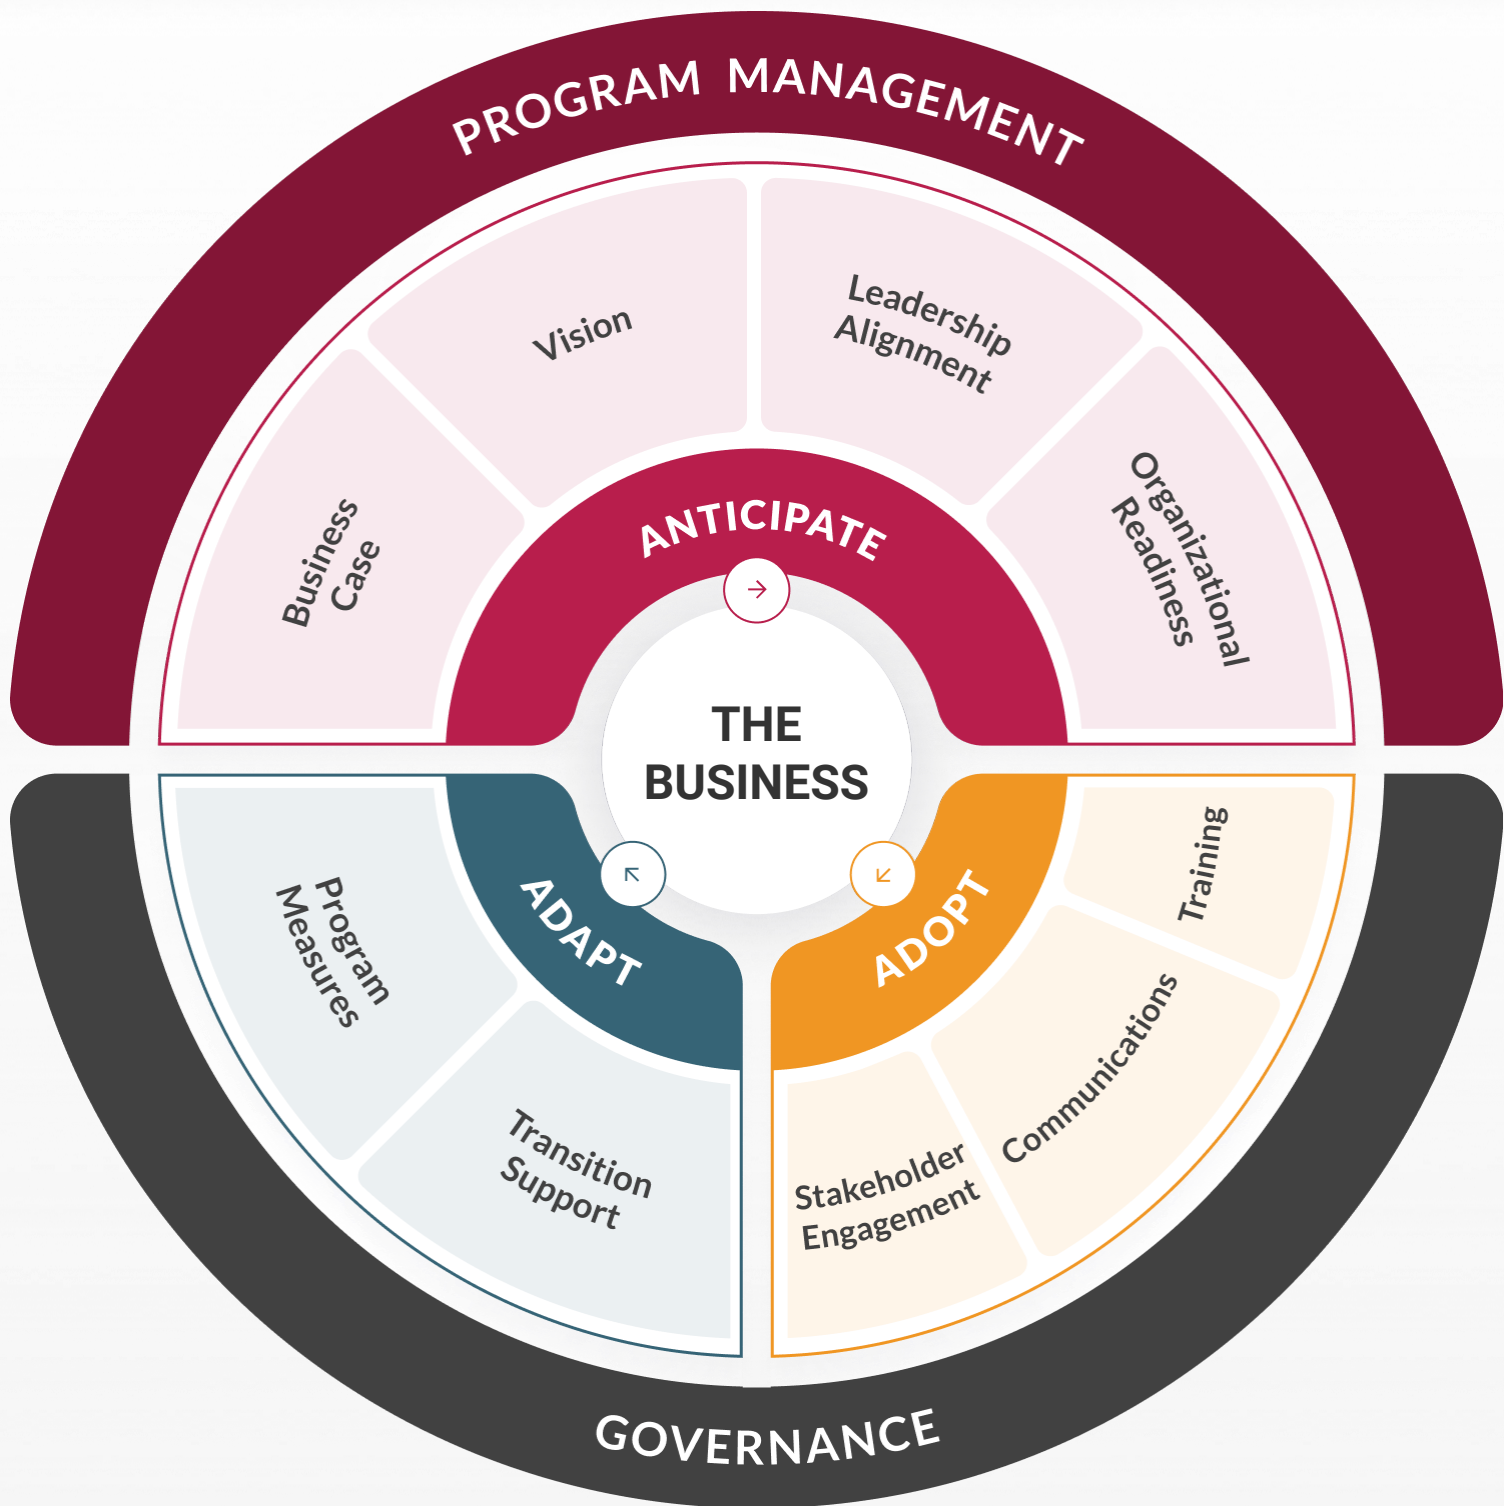 PROGRAM MANAGEMENT
Business
Case
Vision
Leadership
Alignment
Organizational
Readiness
ANTICIPATE
THE
BUSINESS
ADAPT
ADOPT
Program
Measures
Transition
Support
Training
Communications
Stakeholder
Engagement
GOVERNANCE